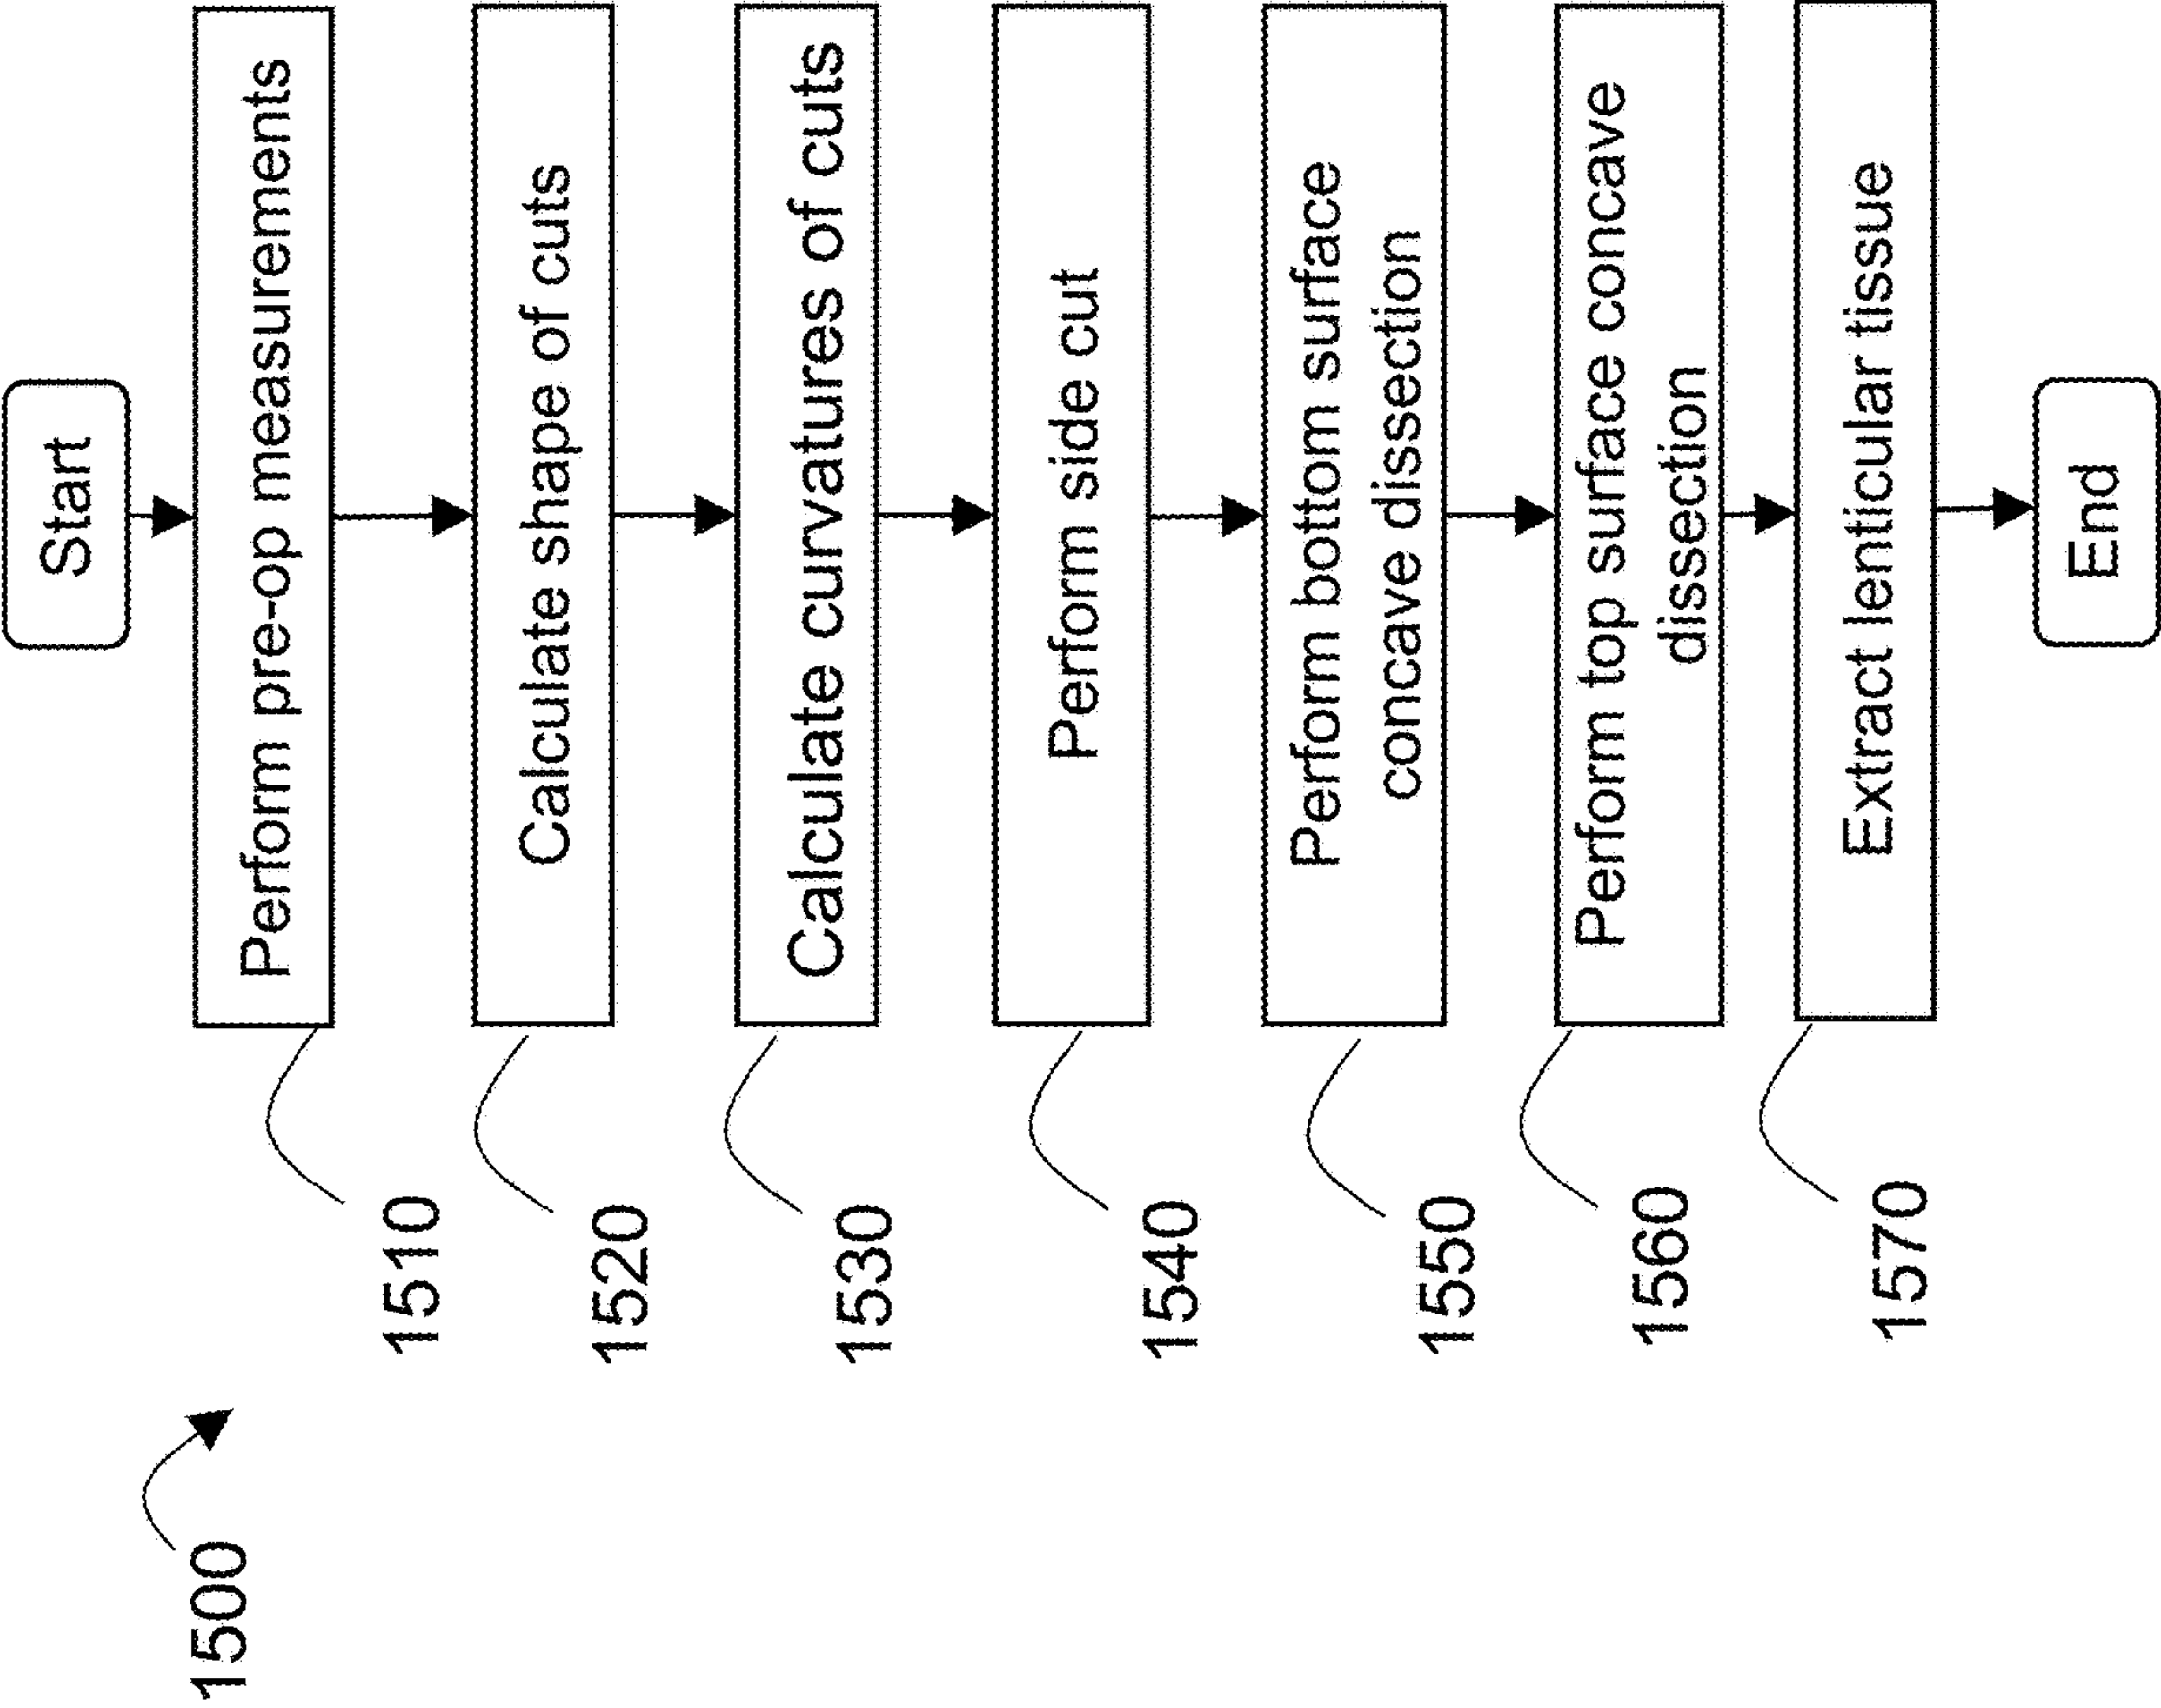 1500
Start
1510
Perform pre-op measurements
1520
Calculate shape of cuts
1530
Calculate curvatures of cuts
1540
Perform side cut
1550
Perform bottom surface
concave dissection
1560
Perform top surface concave
dissection
1570
Extract lenticular tissue
End